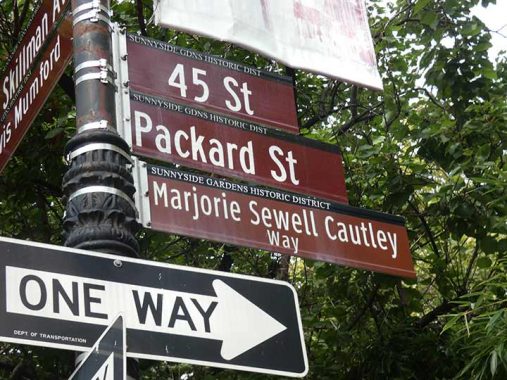 Skillman Av
is Mumford
SUNNYSIDE GDNS HISTORIC DIST
45 St
SUNNYSIDE GDNS HISTORIC DIST
Packard St
SUNNYSIDE GARDENS HISTORIC DISTRICT
Marjorie Sewell Cautley
Way
ONE WAY
DEPT OF TRANSPORTATION